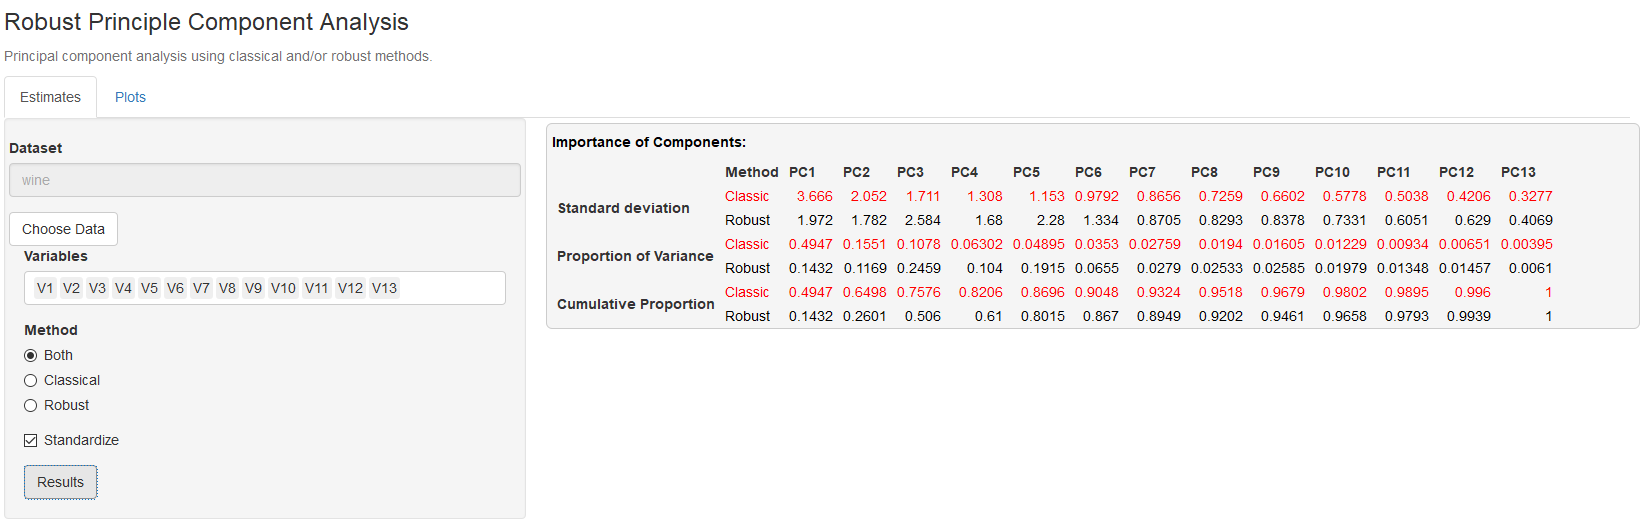 Robust Principle Component Analysis
Principal component analysis using classical and/or robust methods.
Estimates Plots
Dataset
wine
Choose Data
Variables
V1 V2 V3 V4 V5 V6 V7 V8 V9 V10 V11 V12 V13
Method
Both
Classical
Robust
Standardize
Results
Importance of Components:
Method PC1 PC2 PC3 PC4 PC5 PC6 PC7 PC8 PC9 PC10 PC11 PC12 PC13
Standard deviation
Classic 3.666 2.052 1.711 1.308 1.153 0.9792 0.8656 0.7259 0.6602 0.5778 0.5038 0.4206 0.3277
Robust 1.972 1.782 2.584 1.68 2.28 1.334 0.8705 0.8293 0.8378 0.7331 0.6051 0.629 0.4069
Proportion of Variance
Classic 0.4947 0.1551 0.1078 0.06302 0.04895 0.0353 0.02759 0.0194 0.01605 0.01229 0.00934 0.00651 0.00395
Robust 0.1432 0.1169 0.2459 0.104 0.1915 0.0655 0.0279 0.02533 0.02585 0.01979 0.01348 0.01457 0.0061
Cumulative Proportion
Classic 0.4947 0.6498 0.7576 0.8206 0.8696 0.9048 0.9324 0.9518 0.9679 0.9802 0.9895 0.996 1
Robust 0.1432 0.2601 0.506 0.61 0.8015 0.867 0.8949 0.9202 0.9461 0.9658 0.9793 0.9939 1